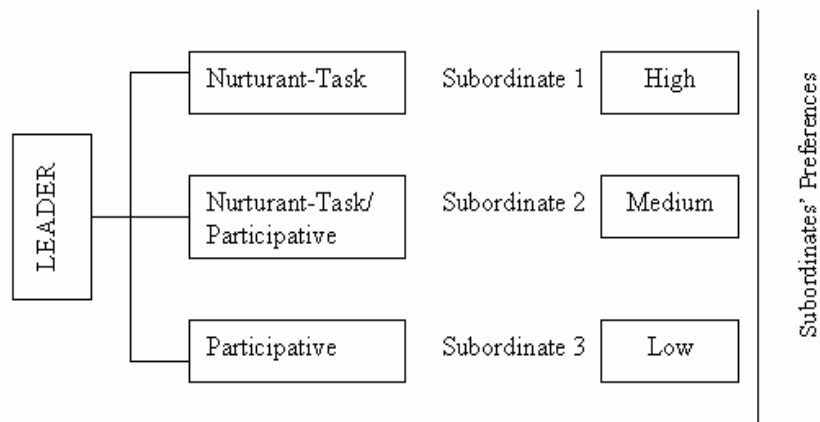 LEADER
Nurturant-Task
Subordinate 1
High
Nurturant-Task/
Participative
Subordinate 2
Medium
Participative
Subordinate 3
Low
Subordinates' Preferences